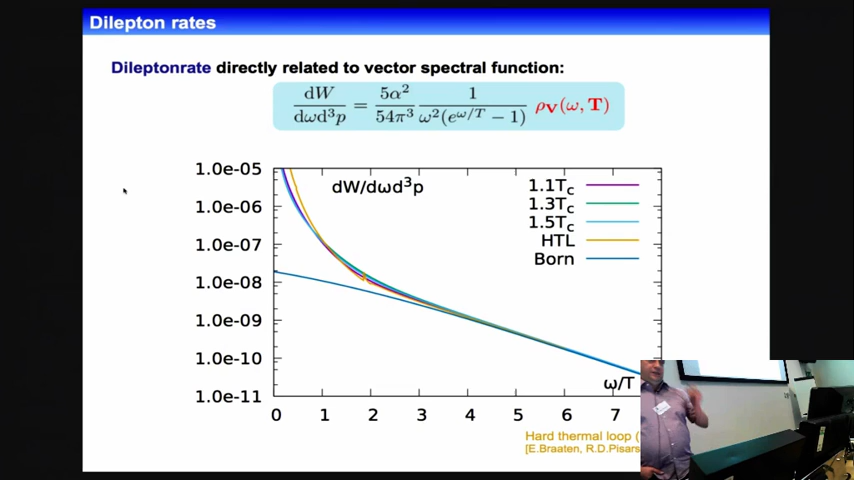 Dilepton rates
Dileptonrate directly related to vector spectral function:
dW/dωd³p = 5α²/54π³ 1/ω²(e^{ω/T} − 1) ρ_V(ω, T)
1.0e-05
1.0e-06
1.0e-07
1.0e-08
1.0e-09
1.0e-10
1.0e-11
dW/dωd³p
1.1Tc
1.3Tc
1.5Tc
HTL
Born
ω/T
0 1 2 3 4 5 6 7
Hard thermal loop (
[E.Braaten, R.D.Pisars